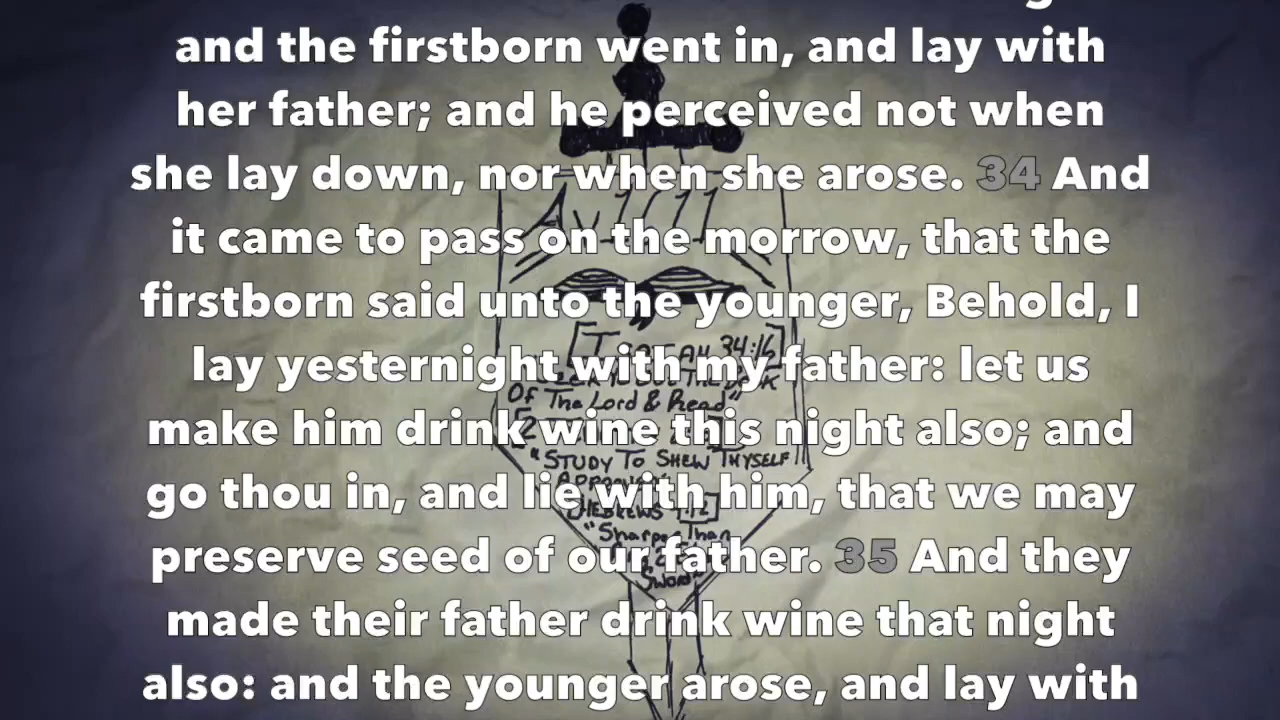 and the firstborn went in, and lay with
her father; and he perceived not when
she lay down, nor when she arose. 34 And
it came to pass on the morrow, that the
firstborn said unto the younger, Behold, I
lay yesternight with my father: let us
make him drink wine this night also; and
go thou in, and lie with him, that we may
preserve seed of our father. 35 And they
made their father drink wine that night
also: and the younger arose, and lay with
Av 1611
34:16
Of The Lord & Read"
"STUDY TO SHEW THYSELF
HEBREWS
"Sharper Than
Sword"